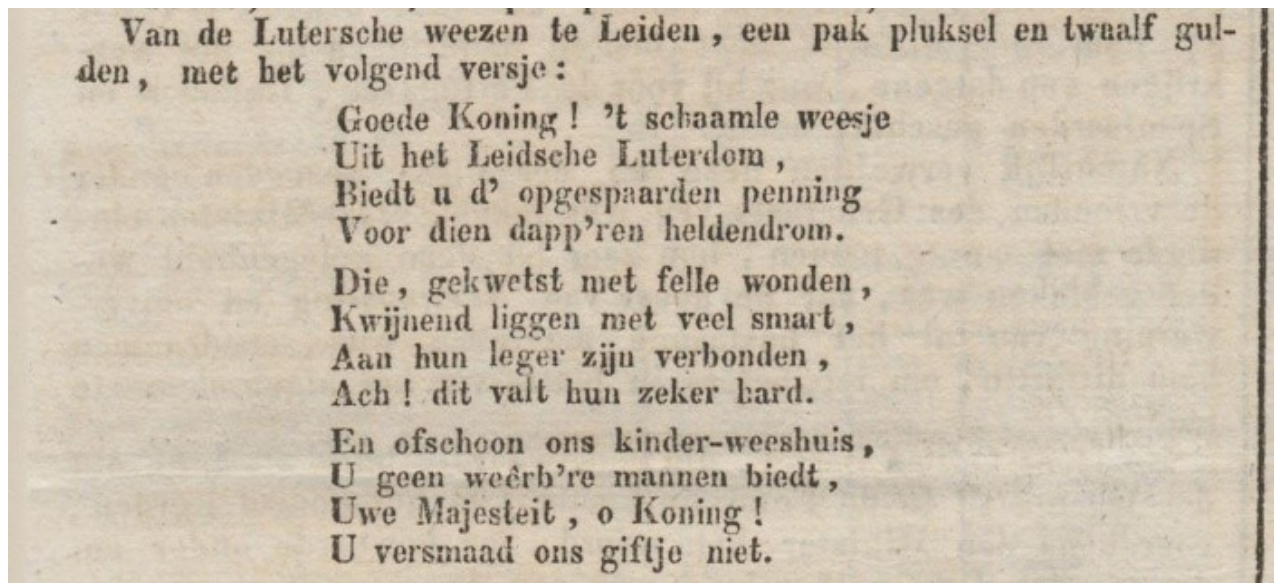 Van de Lutersche weezen te Leiden, een pak pluksel en twaalf gul-
den, met het volgend versje:
Goede Koning! 't schaamle weesje
Uit het Leidsche Luterdom,
Biedt u d' opgespaarden penning
Voor dien dapp'ren heldendrom.
Die, gekwetst met felle wonden,
Kwijnend liggen met veel smart,
Aan hun leger zijn verbonden,
Ach! dit valt hun zeker hard.
En ofschoon ons kinder-weeshuis,
U geen weêrb're mannen biedt,
Uwe Majesteit, o Koning!
U versmaad ons giftje niet.